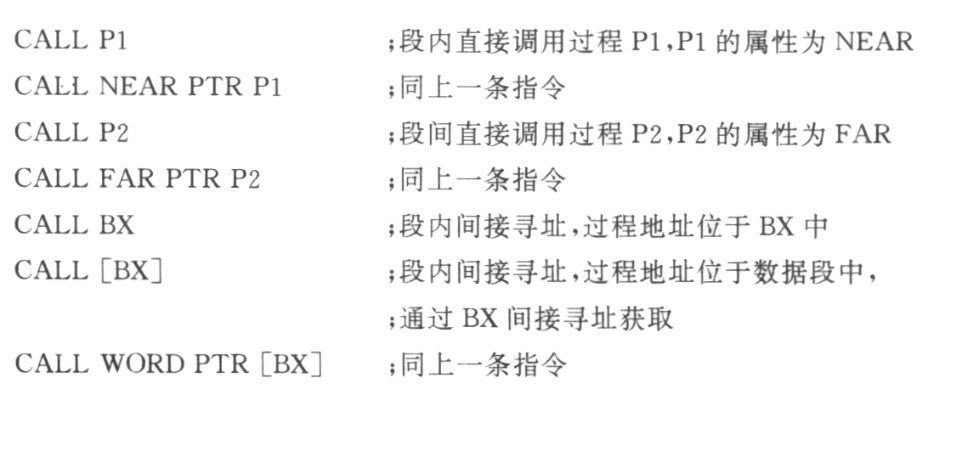 CALL P1 ;段内直接调用过程 P1,P1 的属性为 NEAR
CALL NEAR PTR P1 ;同上一条指令
CALL P2 ;段间直接调用过程 P2,P2 的属性为 FAR
CALL FAR PTR P2 ;同上一条指令
CALL BX ;段内间接寻址,过程地址位于 BX 中
CALL [BX] ;段内间接寻址,过程地址位于数据段中,
;通过 BX 间接寻址获取
CALL WORD PTR [BX] ;同上一条指令